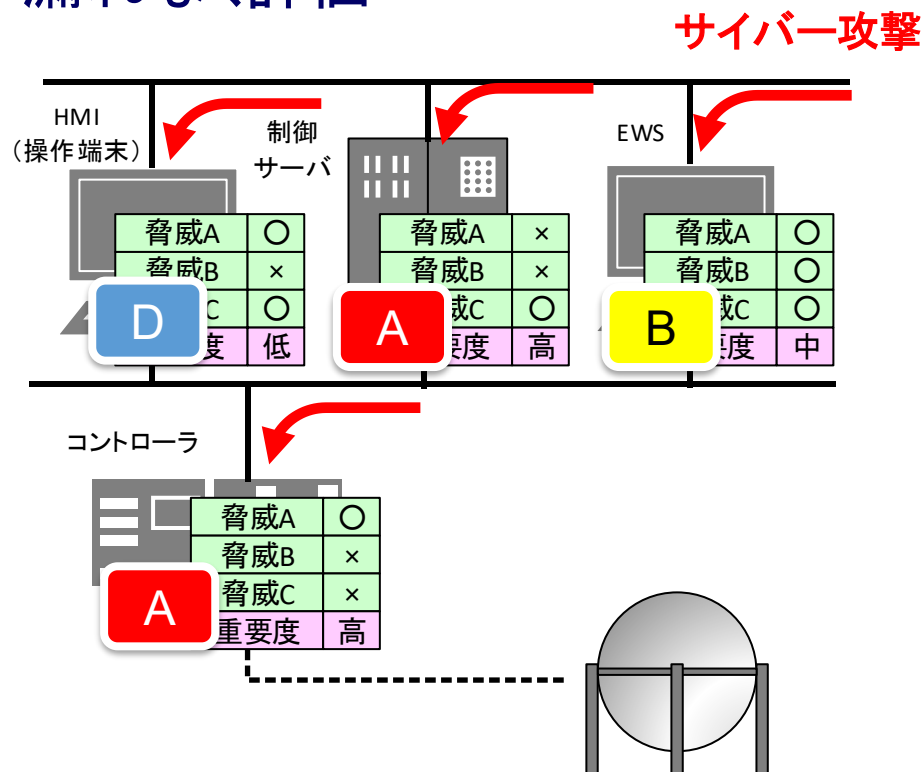 サイバー攻撃
HMI
（操作端末）
脅威A 〇
脅威B ×
C 〇
度 低
D
制御
サーバ
脅威A ×
脅威B ×
威C 〇
要度 高
A
EWS
脅威A 〇
脅威B 〇
威C 〇
要度 中
B
コントローラ
脅威A 〇
脅威B ×
脅威C ×
重要度 高
A